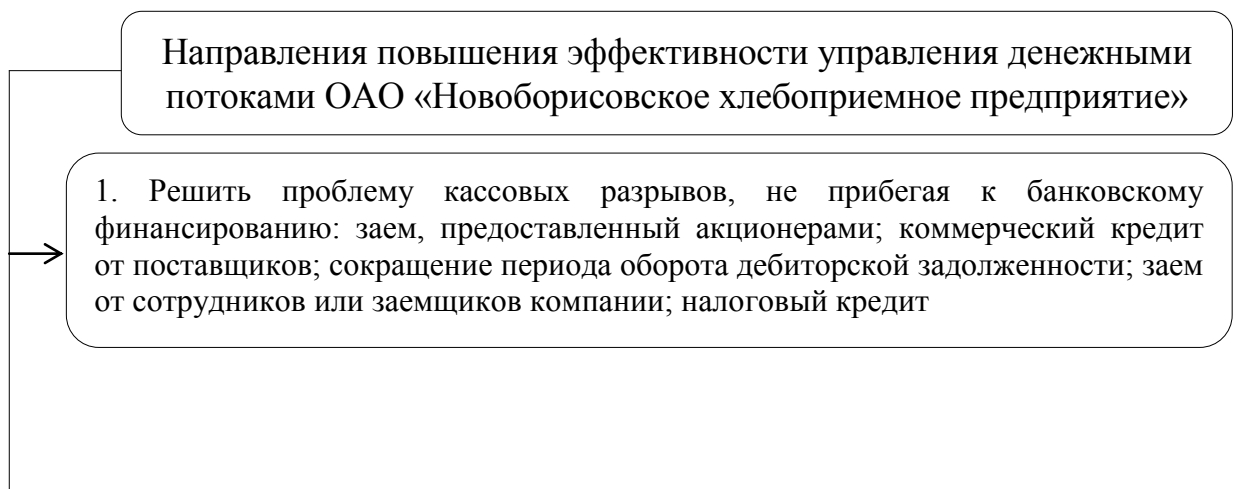 Направления повышения эффективности управления денежными
потоками ОАО «Новоборисовское хлебоприемное предприятие»
1. Решить проблему кассовых разрывов, не прибегая к банковскому
финансированию: заем, предоставленный акционерами; коммерческий кредит
от поставщиков; сокращение периода оборота дебиторской задолженности; заем
от сотрудников или заемщиков компании; налоговый кредит